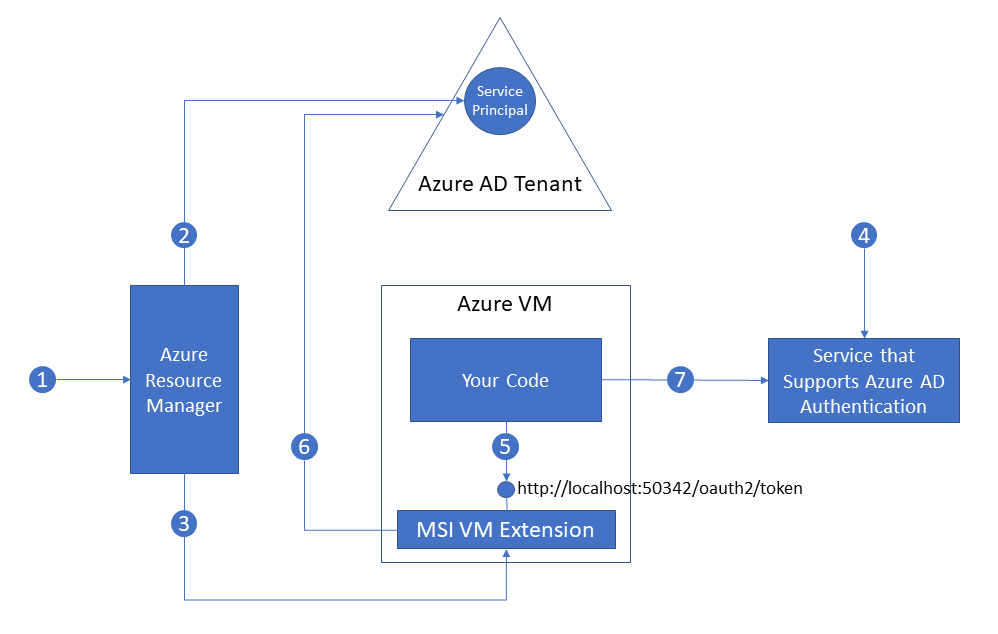 Service
Principal
Azure AD Tenant
2
4
Azure VM
Azure
Resource
Manager
1
Your Code
7
Service that
Supports Azure AD
Authentication
6
5
http://localhost:50342/oauth2/token
3
MSI VM Extension